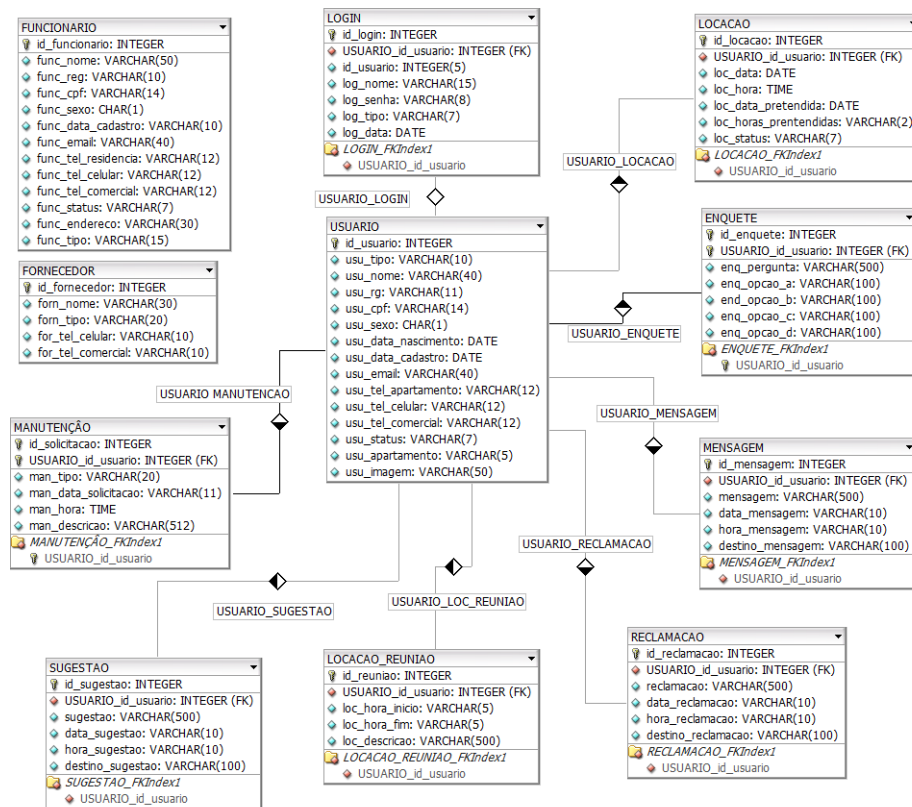 FUNCIONARIO
id_funcionario: INTEGER
func_nome: VARCHAR(50)
func_reg: VARCHAR(10)
func_cpf: VARCHAR(14)
func_sexo: CHAR(1)
func_data_cadastro: VARCHAR(10)
func_email: VARCHAR(40)
func_tel_residencia: VARCHAR(12)
func_tel_celular: VARCHAR(12)
func_tel_comercial: VARCHAR(12)
func_status: VARCHAR(7)
func_endereco: VARCHAR(30)
func_tipo: VARCHAR(15)
LOGIN
id_login: INTEGER
USUARIO_id_usuario: INTEGER (FK)
id_usuario: INTEGER(5)
log_nome: VARCHAR(15)
log_senha: VARCHAR(8)
log_tipo: VARCHAR(7)
log_data: DATE
LOGIN_FKIndex1
USUARIO_id_usuario
LOCACAO
id_locacao: INTEGER
USUARIO_id_usuario: INTEGER (FK)
loc_data: DATE
loc_hora: TIME
loc_data_pretendida: DATE
loc_horas_prentendidas: VARCHAR(2)
loc_status: VARCHAR(7)
LOCACAO_FKIndex1
USUARIO_id_usuario
USUARIO_LOCACAO
USUARIO_LOGIN
FORNECEDOR
id_fornecedor: INTEGER
forn_nome: VARCHAR(30)
forn_tipo: VARCHAR(20)
for_tel_celular: VARCHAR(10)
for_tel_comercial: VARCHAR(10)
USUARIO
id_usuario: INTEGER
usu_tipo: VARCHAR(10)
usu_nome: VARCHAR(40)
usu_rg: VARCHAR(11)
usu_cpf: VARCHAR(14)
usu_sexo: CHAR(1)
usu_data_nascimento: DATE
usu_data_cadastro: DATE
usu_email: VARCHAR(40)
usu_tel_apartamento: VARCHAR(12)
usu_tel_celular: VARCHAR(12)
usu_tel_comercial: VARCHAR(12)
usu_status: VARCHAR(7)
usu_apartamento: VARCHAR(5)
usu_imagem: VARCHAR(50)
ENQUETE
id_enquete: INTEGER
USUARIO_id_usuario: INTEGER (FK)
enq_pergunta: VARCHAR(500)
enq_opcao_a: VARCHAR(100)
end_opcao_b: VARCHAR(100)
enq_opcao_c: VARCHAR(100)
enq_opcao_d: VARCHAR(100)
ENQUETE_FKIndex1
USUARIO_id_usuario
USUARIO_ENQUETE
USUARIO MANUTENCAO
USUARIO_MENSAGEM
MANUTENÇÂO
id_solicitacao: INTEGER
USUARIO_id_usuario: INTEGER (FK)
man_tipo: VARCHAR(20)
man_data_solicitacao: VARCHAR(11)
man_hora: TIME
man_descricao: VARCHAR(512)
MANUTENÇÂO_FKIndex1
USUARIO_id_usuario
MENSAGEM
id_mensagem: INTEGER
USUARIO_id_usuario: INTEGER (FK)
mensagem: VARCHAR(500)
data_mensagem: VARCHAR(10)
hora_mensagem: VARCHAR(10)
destino_mensagem: VARCHAR(100)
MENSAGEM_FKIndex1
USUARIO_id_usuario
USUARIO_RECLAMACAO
USUARIO_SUGESTAO
USUARIO_LOC_REUNIAO
SUGESTAO
id_sugestao: INTEGER
USUARIO_id_usuario: INTEGER (FK)
sugestao: VARCHAR(500)
data_sugestao: VARCHAR(10)
hora_sugestao: VARCHAR(10)
destino_sugestao: VARCHAR(100)
SUGESTAO_FKIndex1
USUARIO_id_usuario
LOCACAO_REUNIAO
id_reuniao: INTEGER
USUARIO_id_usuario: INTEGER (FK)
loc_hora_inicio: VARCHAR(5)
loc_hora_fim: VARCHAR(5)
loc_descricao: VARCHAR(500)
LOCACAO_REUNIAO_FKIndex1
USUARIO_id_usuario
RECLAMACAO
id_reclamacao: INTEGER
USUARIO_id_usuario: INTEGER (FK)
reclamacao: VARCHAR(500)
data_reclamacao: VARCHAR(10)
hora_reclamacao: VARCHAR(10)
destino_reclamacao: VARCHAR(100)
RECLAMACAO_FKIndex1
USUARIO_id_usuario